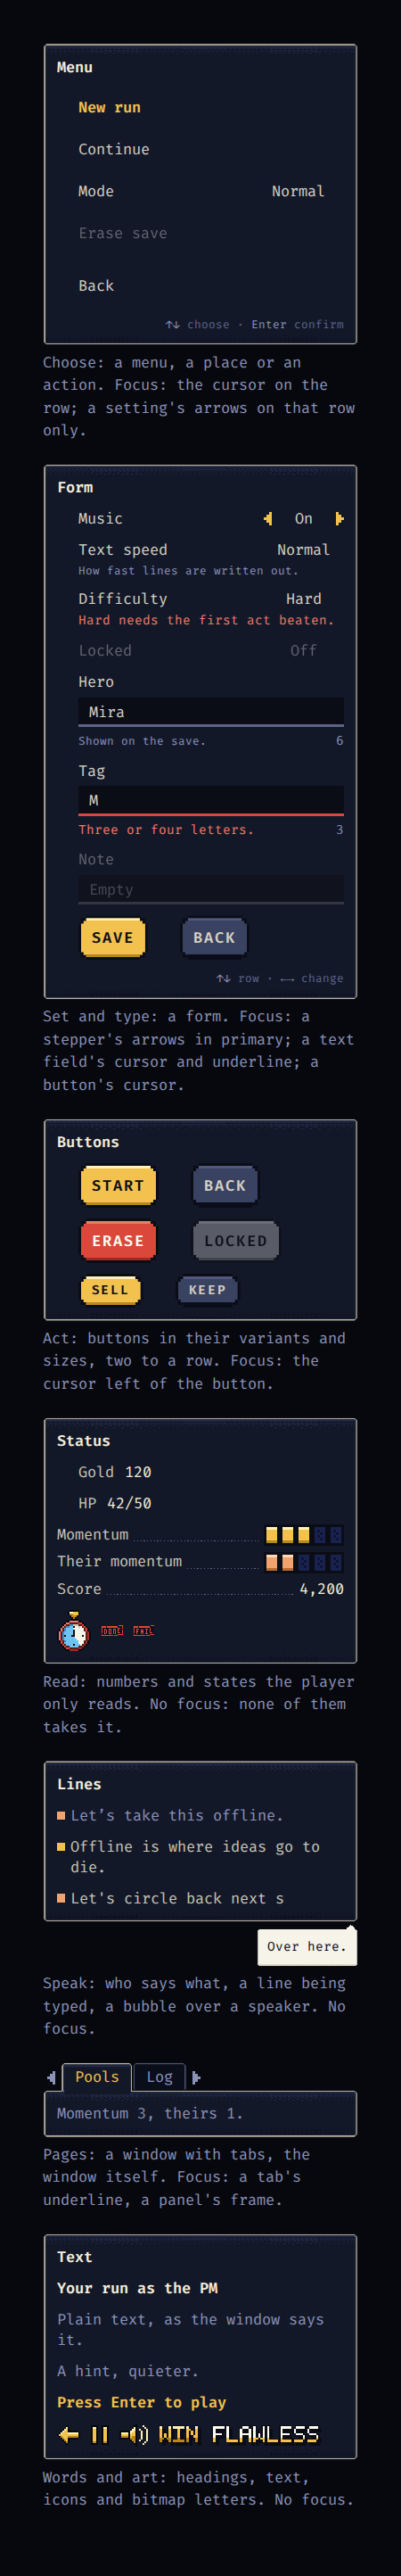 Menu
New run
Continue
Mode Normal
Erase save
Back
↑↓ choose · Enter confirm
Choose: a menu, a place or an
action. Focus: the cursor on the
row; a setting's arrows on that row
only.
Form
Music On
Text speed Normal
How fast lines are written out.
Difficulty Hard
Hard needs the first act beaten.
Locked Off
Hero
Mira
Shown on the save. 6
Tag
M
Three or four letters. 3
Note
Empty
SAVE BACK
↑↓ row · ←→ change
Set and type: a form. Focus: a
stepper's arrows in primary; a text
field's cursor and underline; a
button's cursor.
Buttons
START BACK
ERASE LOCKED
SELL KEEP
Act: buttons in their variants and
sizes, two to a row. Focus: the
cursor left of the button.
Status
Gold 120
HP 42/50
Momentum
Their momentum
Score 4,200
DONE FAIL
Read: numbers and states the player
only reads. No focus: none of them
takes it.
Lines
Let's take this offline.
Offline is where ideas go to
die.
Let's circle back next s
Over here.
Speak: who says what, a line being
typed, a bubble over a speaker. No
focus.
Pools Log
Momentum 3, theirs 1.
Pages: a window with tabs, the
window itself. Focus: a tab's
underline, a panel's frame.
Text
Your run as the PM
Plain text, as the window says
it.
A hint, quieter.
Press Enter to play
WIN FLAWLESS
Words and art: headings, text,
icons and bitmap letters. No focus.